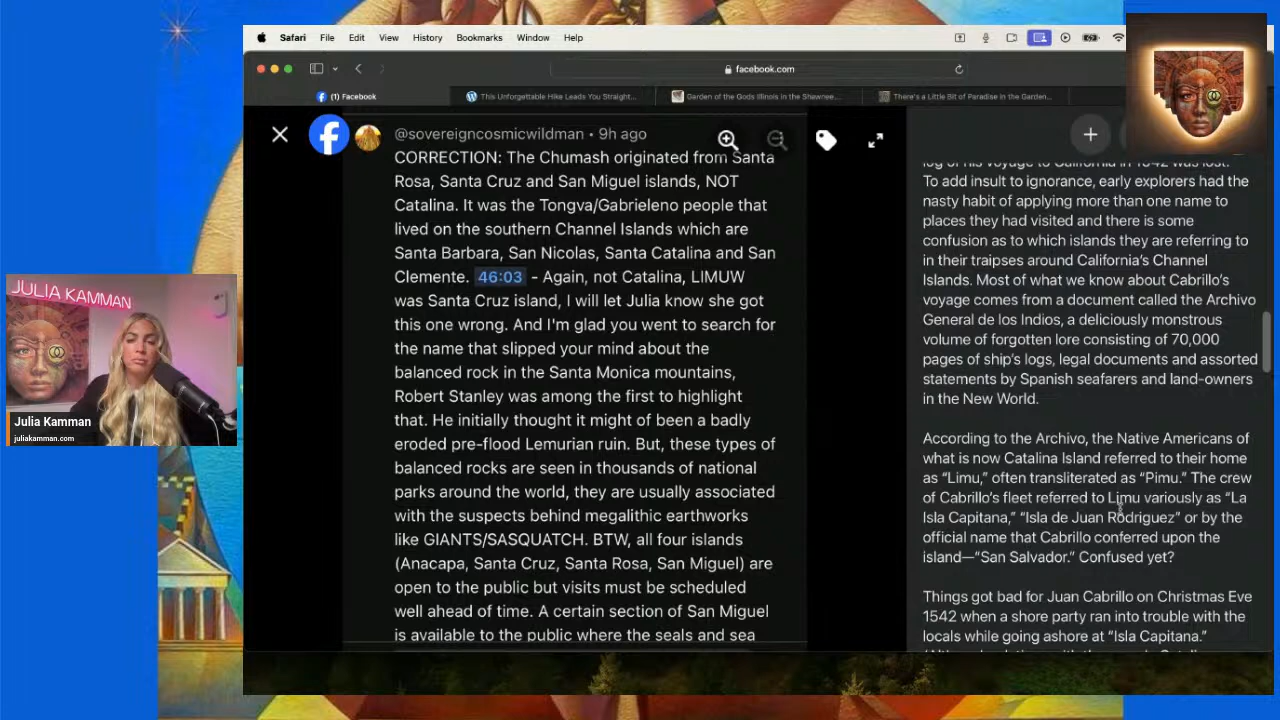 Safari File Edit View History Bookmarks Window Help
facebook.com
(1) Facebook
This Unforgettable Hike Leads You Straight...
Garden of the Gods Illinois in the Shawnee...
There's a Little Bit of Paradise in the Garden...
@sovereigncosmicwildman • 9h ago
CORRECTION: The Chumash originated from Santa
Rosa, Santa Cruz and San Miguel islands, NOT
Catalina. It was the Tongva/Gabrieleno people that
lived on the southern Channel Islands which are
Santa Barbara, San Nicolas, Santa Catalina and San
Clemente. 46:03 - Again, not Catalina, LIMUW
was Santa Cruz island, I will let Julia know she got
this one wrong. And I'm glad you went to search for
the name that slipped your mind about the
balanced rock in the Santa Monica mountains,
Robert Stanley was among the first to highlight
that. He initially thought it might of been a badly
eroded pre-flood Lemurian ruin. But, these types of
balanced rocks are seen in thousands of national
parks around the world, they are usually associated
with the suspects behind megalithic earthworks
like GIANTS/SASQUATCH. BTW, all four islands
(Anacapa, Santa Cruz, Santa Rosa, San Miguel) are
open to the public but visits must be scheduled
well ahead of time. A certain section of San Miguel
is available to the public where the seals and sea
log of his voyage to California in 1542 was lost.
To add insult to ignorance, early explorers had the
nasty habit of applying more than one name to
places they had visited and there is some
confusion as to which islands they are referring to
in their traipses around California's Channel
Islands. Most of what we know about Cabrillo's
voyage comes from a document called the Archivo
General de los Indios, a deliciously monstrous
volume of forgotten lore consisting of 70,000
pages of ship's logs, legal documents and assorted
statements by Spanish seafarers and land-owners
in the New World.
According to the Archivo, the Native Americans of
what is now Catalina Island referred to their home
as “Limu,” often transliterated as “Pimu.” The crew
of Cabrillo's fleet referred to Limu variously as “La
Isla Capitana,” “Isla de Juan Rodriguez” or by the
official name that Cabrillo conferred upon the
island—“San Salvador.” Confused yet?
Things got bad for Juan Cabrillo on Christmas Eve
1542 when a shore party ran into trouble with the
locals while going ashore at “Isla Capitana.”
JULIA KAMMAN
Julia Kamman
juliakamman.com